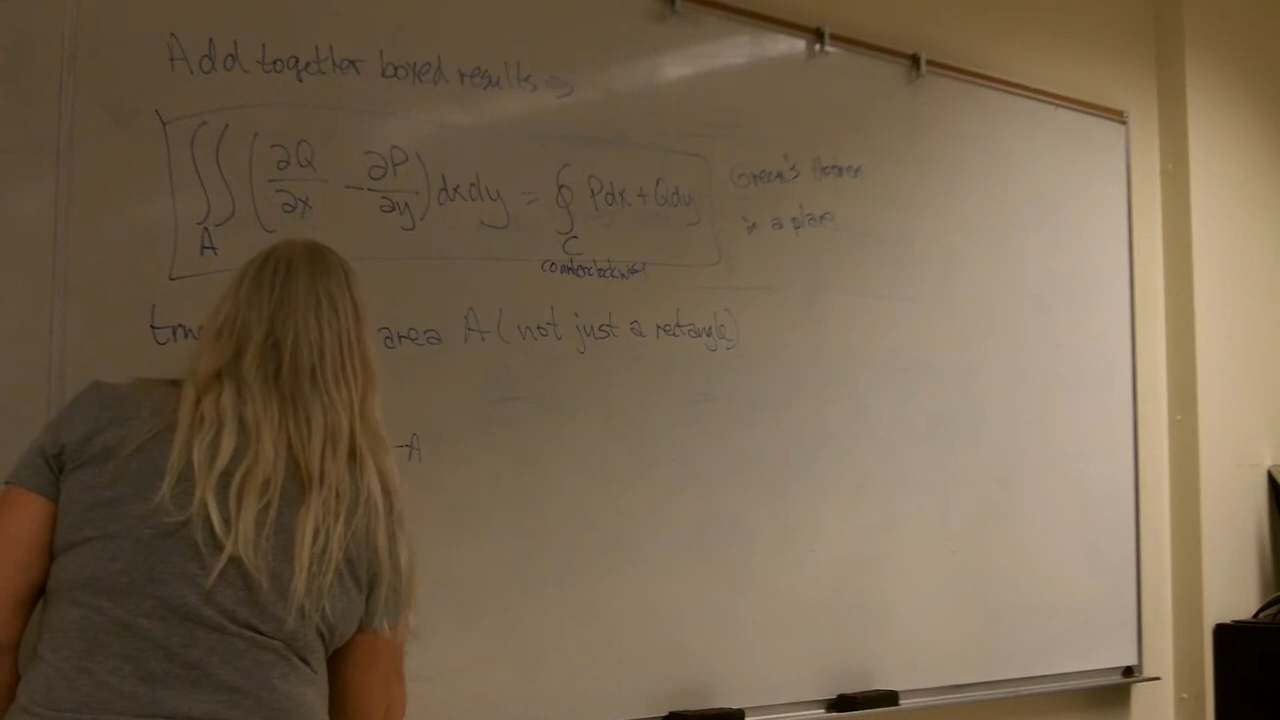 Add together boxed results ⇒
∬ ( ∂Q/∂x - ∂P/∂y ) dxdy = ∮ Pdx + Qdy
A C
counterclockwise
Green's theorem
in a plane
area A (not just a rectangle)
A